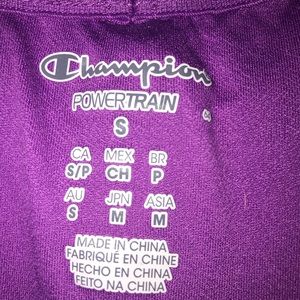 Champion
POWERTRAIN
S
CA MEX BR
S/P CH P
AU JPN ASIA
S M M
MADE IN CHINA
FABRIQUÉ EN CHINE
HECHO EN CHINA
FEITO NA CHINA